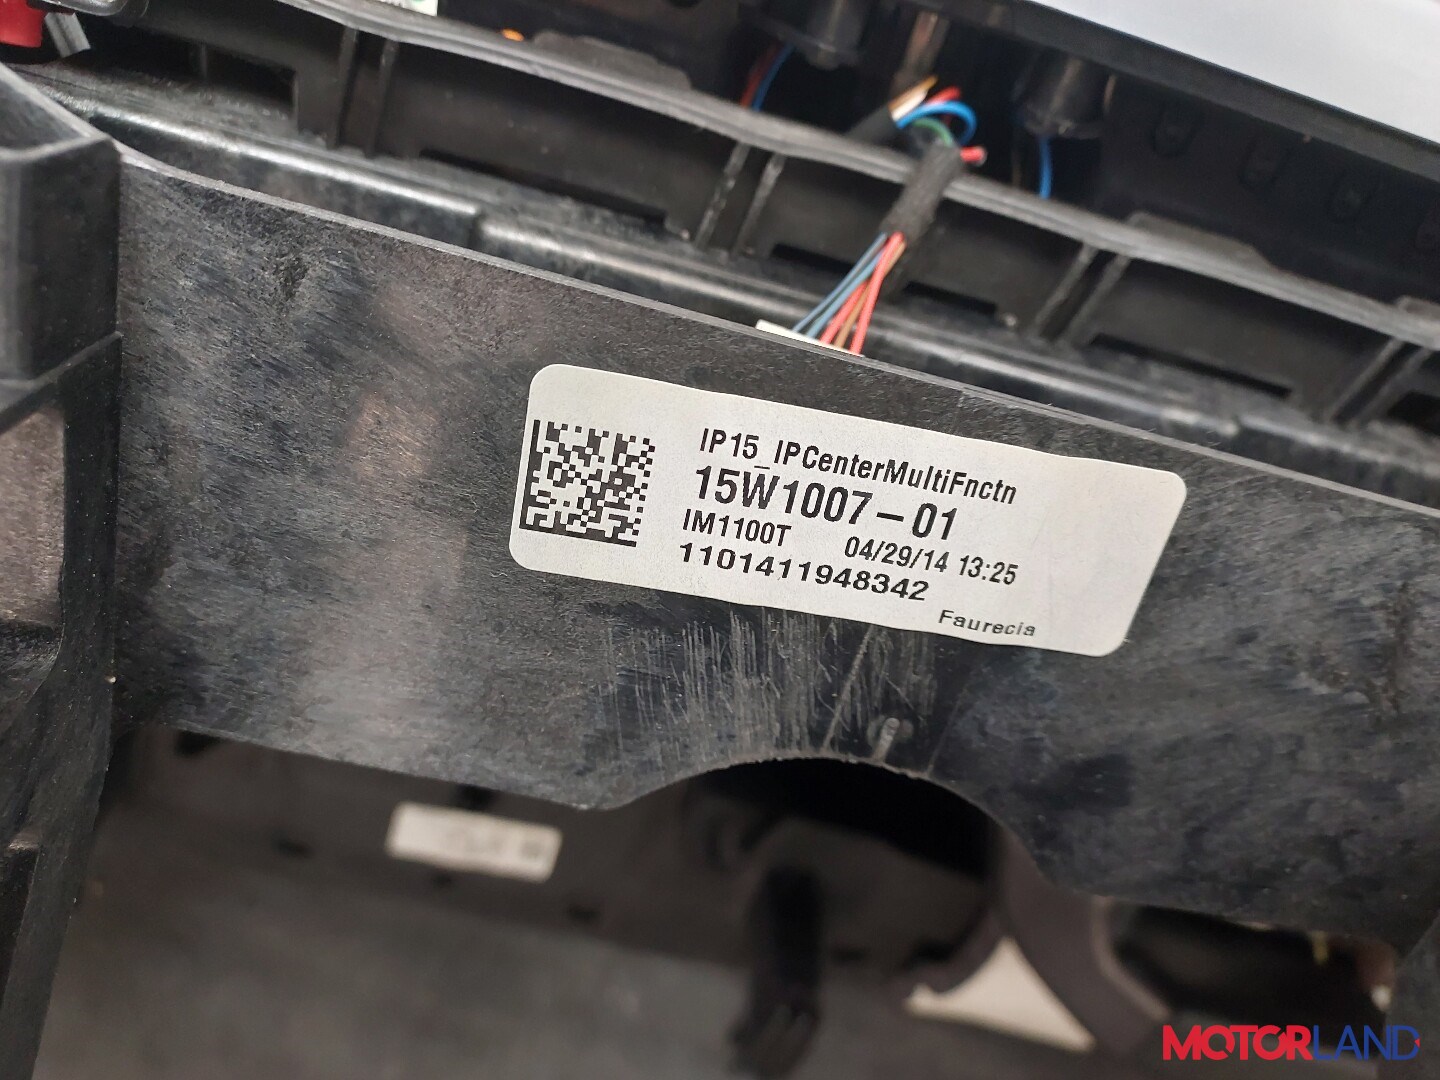 IP15_IPCenterMultiFnctn
15W1007-01
IM1100T 04/29/14 13:25
1101411948342
Faurecia
MOTORLAND